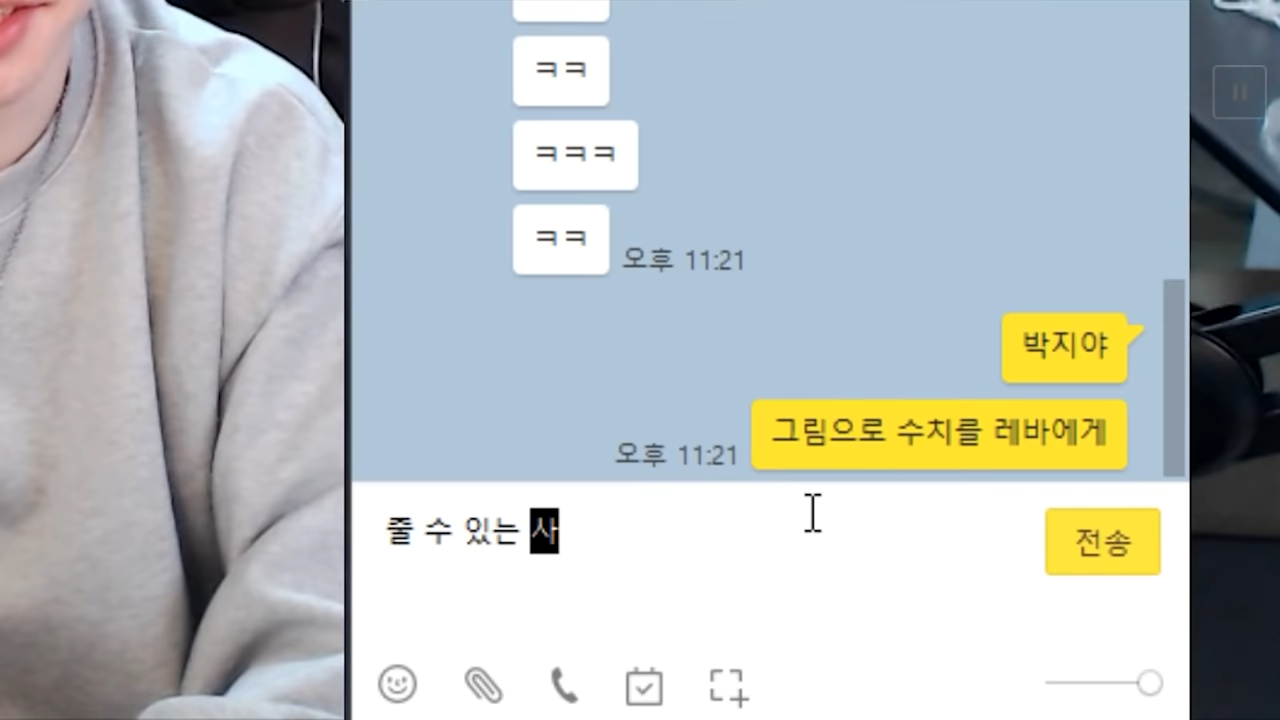 ㅋㅋ
ㅋㅋㅋ
ㅋㅋ
오후 11:21
박지야
그림으로 수치를 레바에게
오후 11:21
줄 수 있는 사
전송